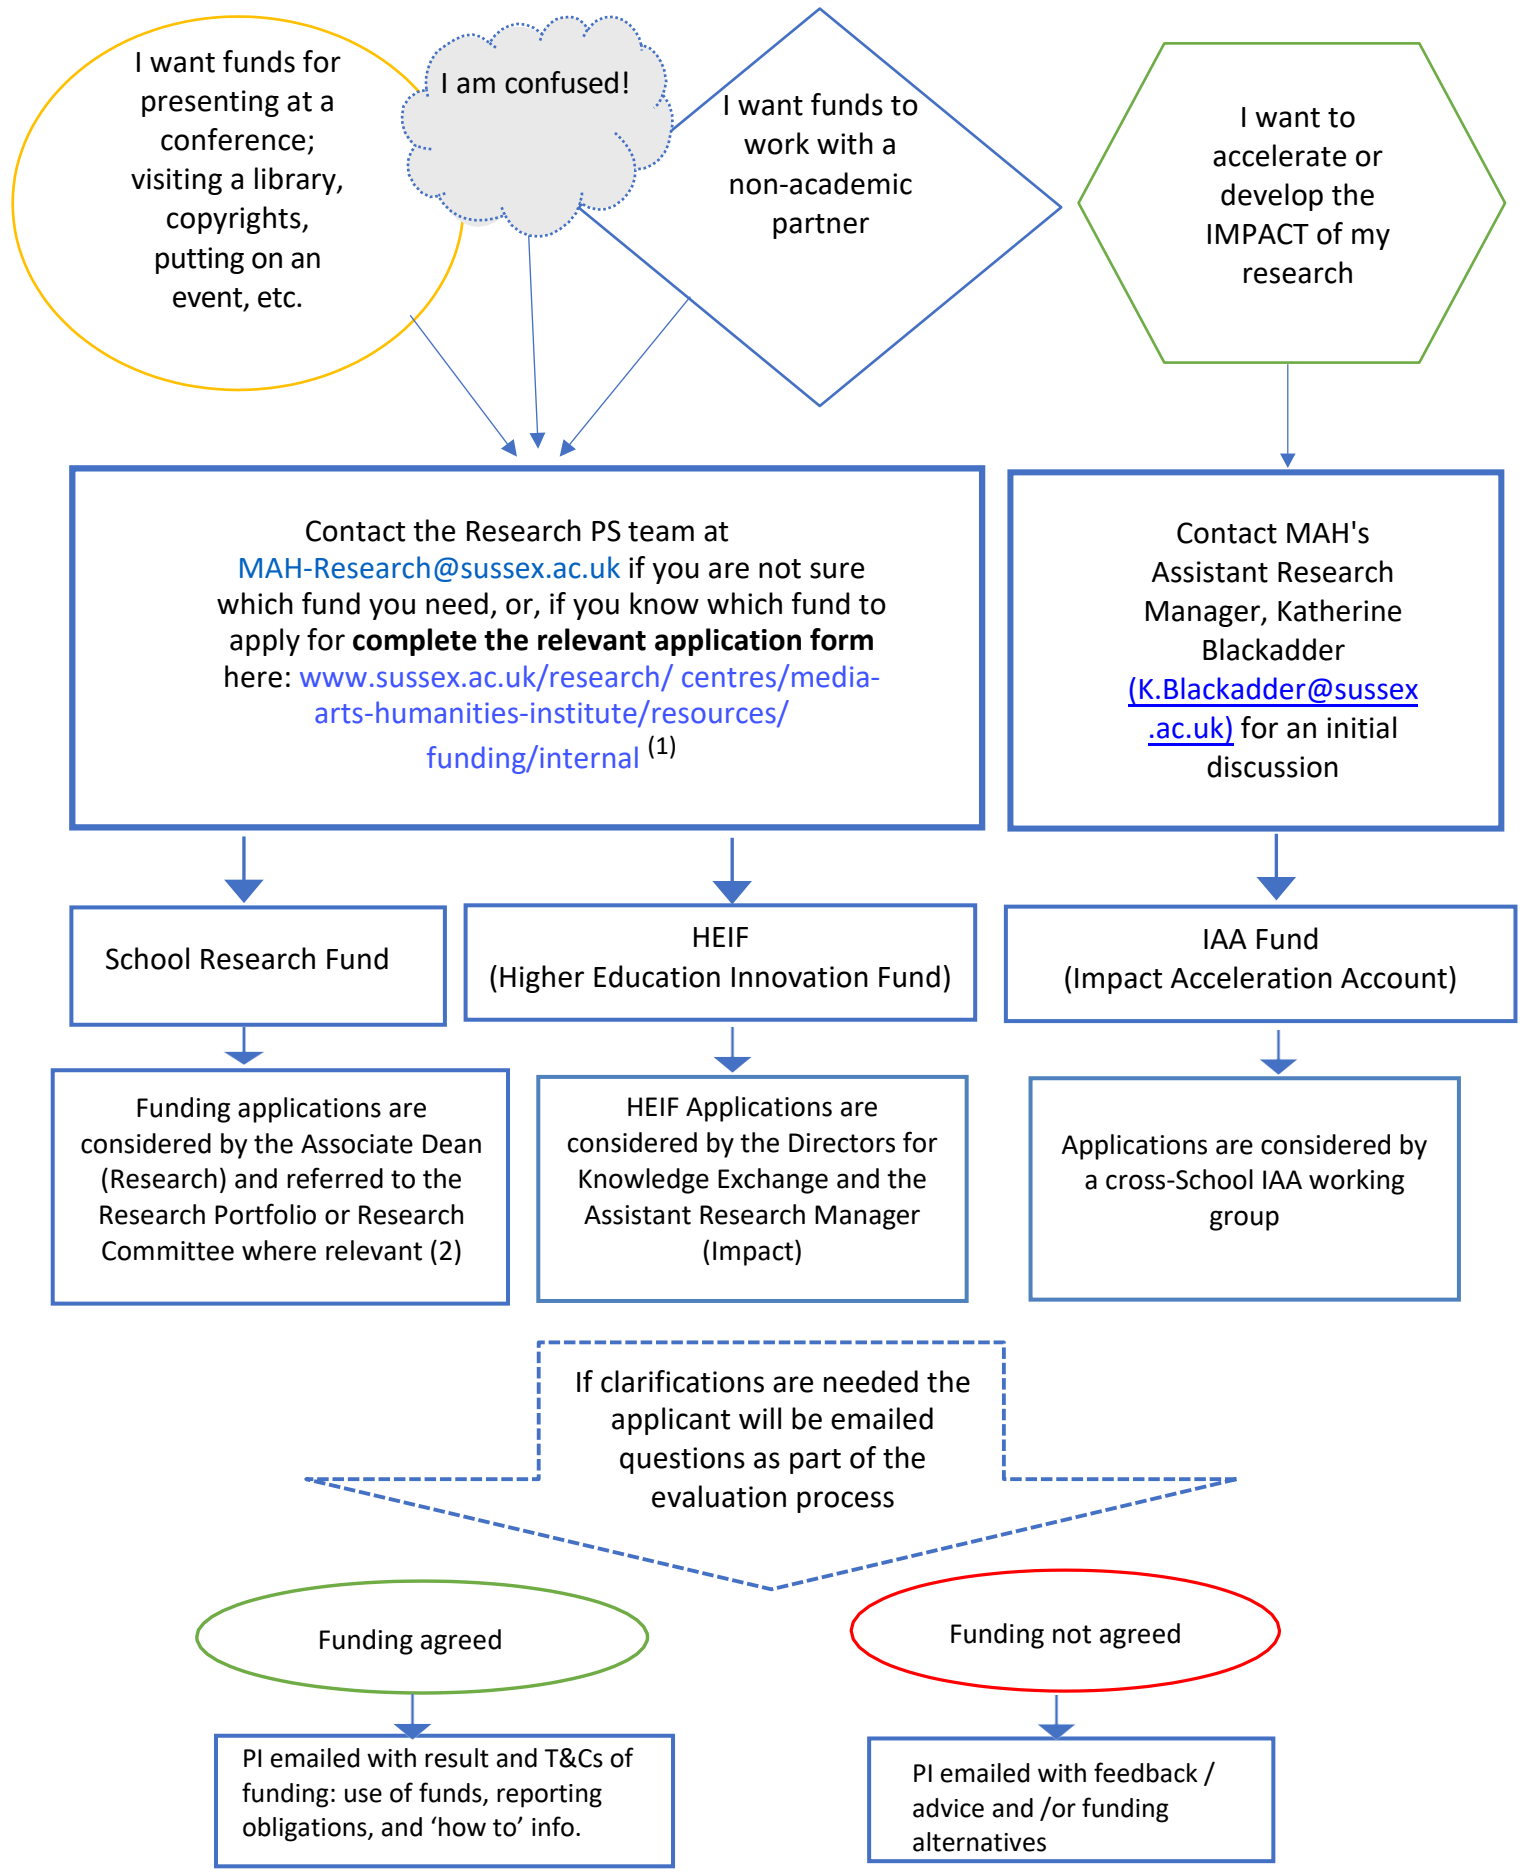 I want funds for
presenting at a
conference;
visiting a library,
copyrights,
putting on an
event, etc.
I am confused!
I want funds to
work with a
non-academic
partner
I want to
accelerate or
develop the
IMPACT of my
research
Contact the Research PS team at
MAH-Research@sussex.ac.uk if you are not sure
which fund you need, or, if you know which fund to
apply for complete the relevant application form
here: www.sussex.ac.uk/research/ centres/media-
arts-humanities-institute/resources/
funding/internal (1)
Contact MAH's
Assistant Research
Manager, Katherine
Blackadder
(K.Blackadder@sussex
.ac.uk) for an initial
discussion
School Research Fund
HEIF
(Higher Education Innovation Fund)
IAA Fund
(Impact Acceleration Account)
Funding applications are
considered by the Associate Dean
(Research) and referred to the
Research Portfolio or Research
Committee where relevant (2)
HEIF Applications are
considered by the Directors for
Knowledge Exchange and the
Assistant Research Manager
(Impact)
Applications are considered by
a cross-School IAA working
group
If clarifications are needed the
applicant will be emailed
questions as part of the
evaluation process
Funding agreed
Funding not agreed
PI emailed with result and T&Cs of
funding: use of funds, reporting
obligations, and ‘how to’ info.
PI emailed with feedback /
advice and /or funding
alternatives